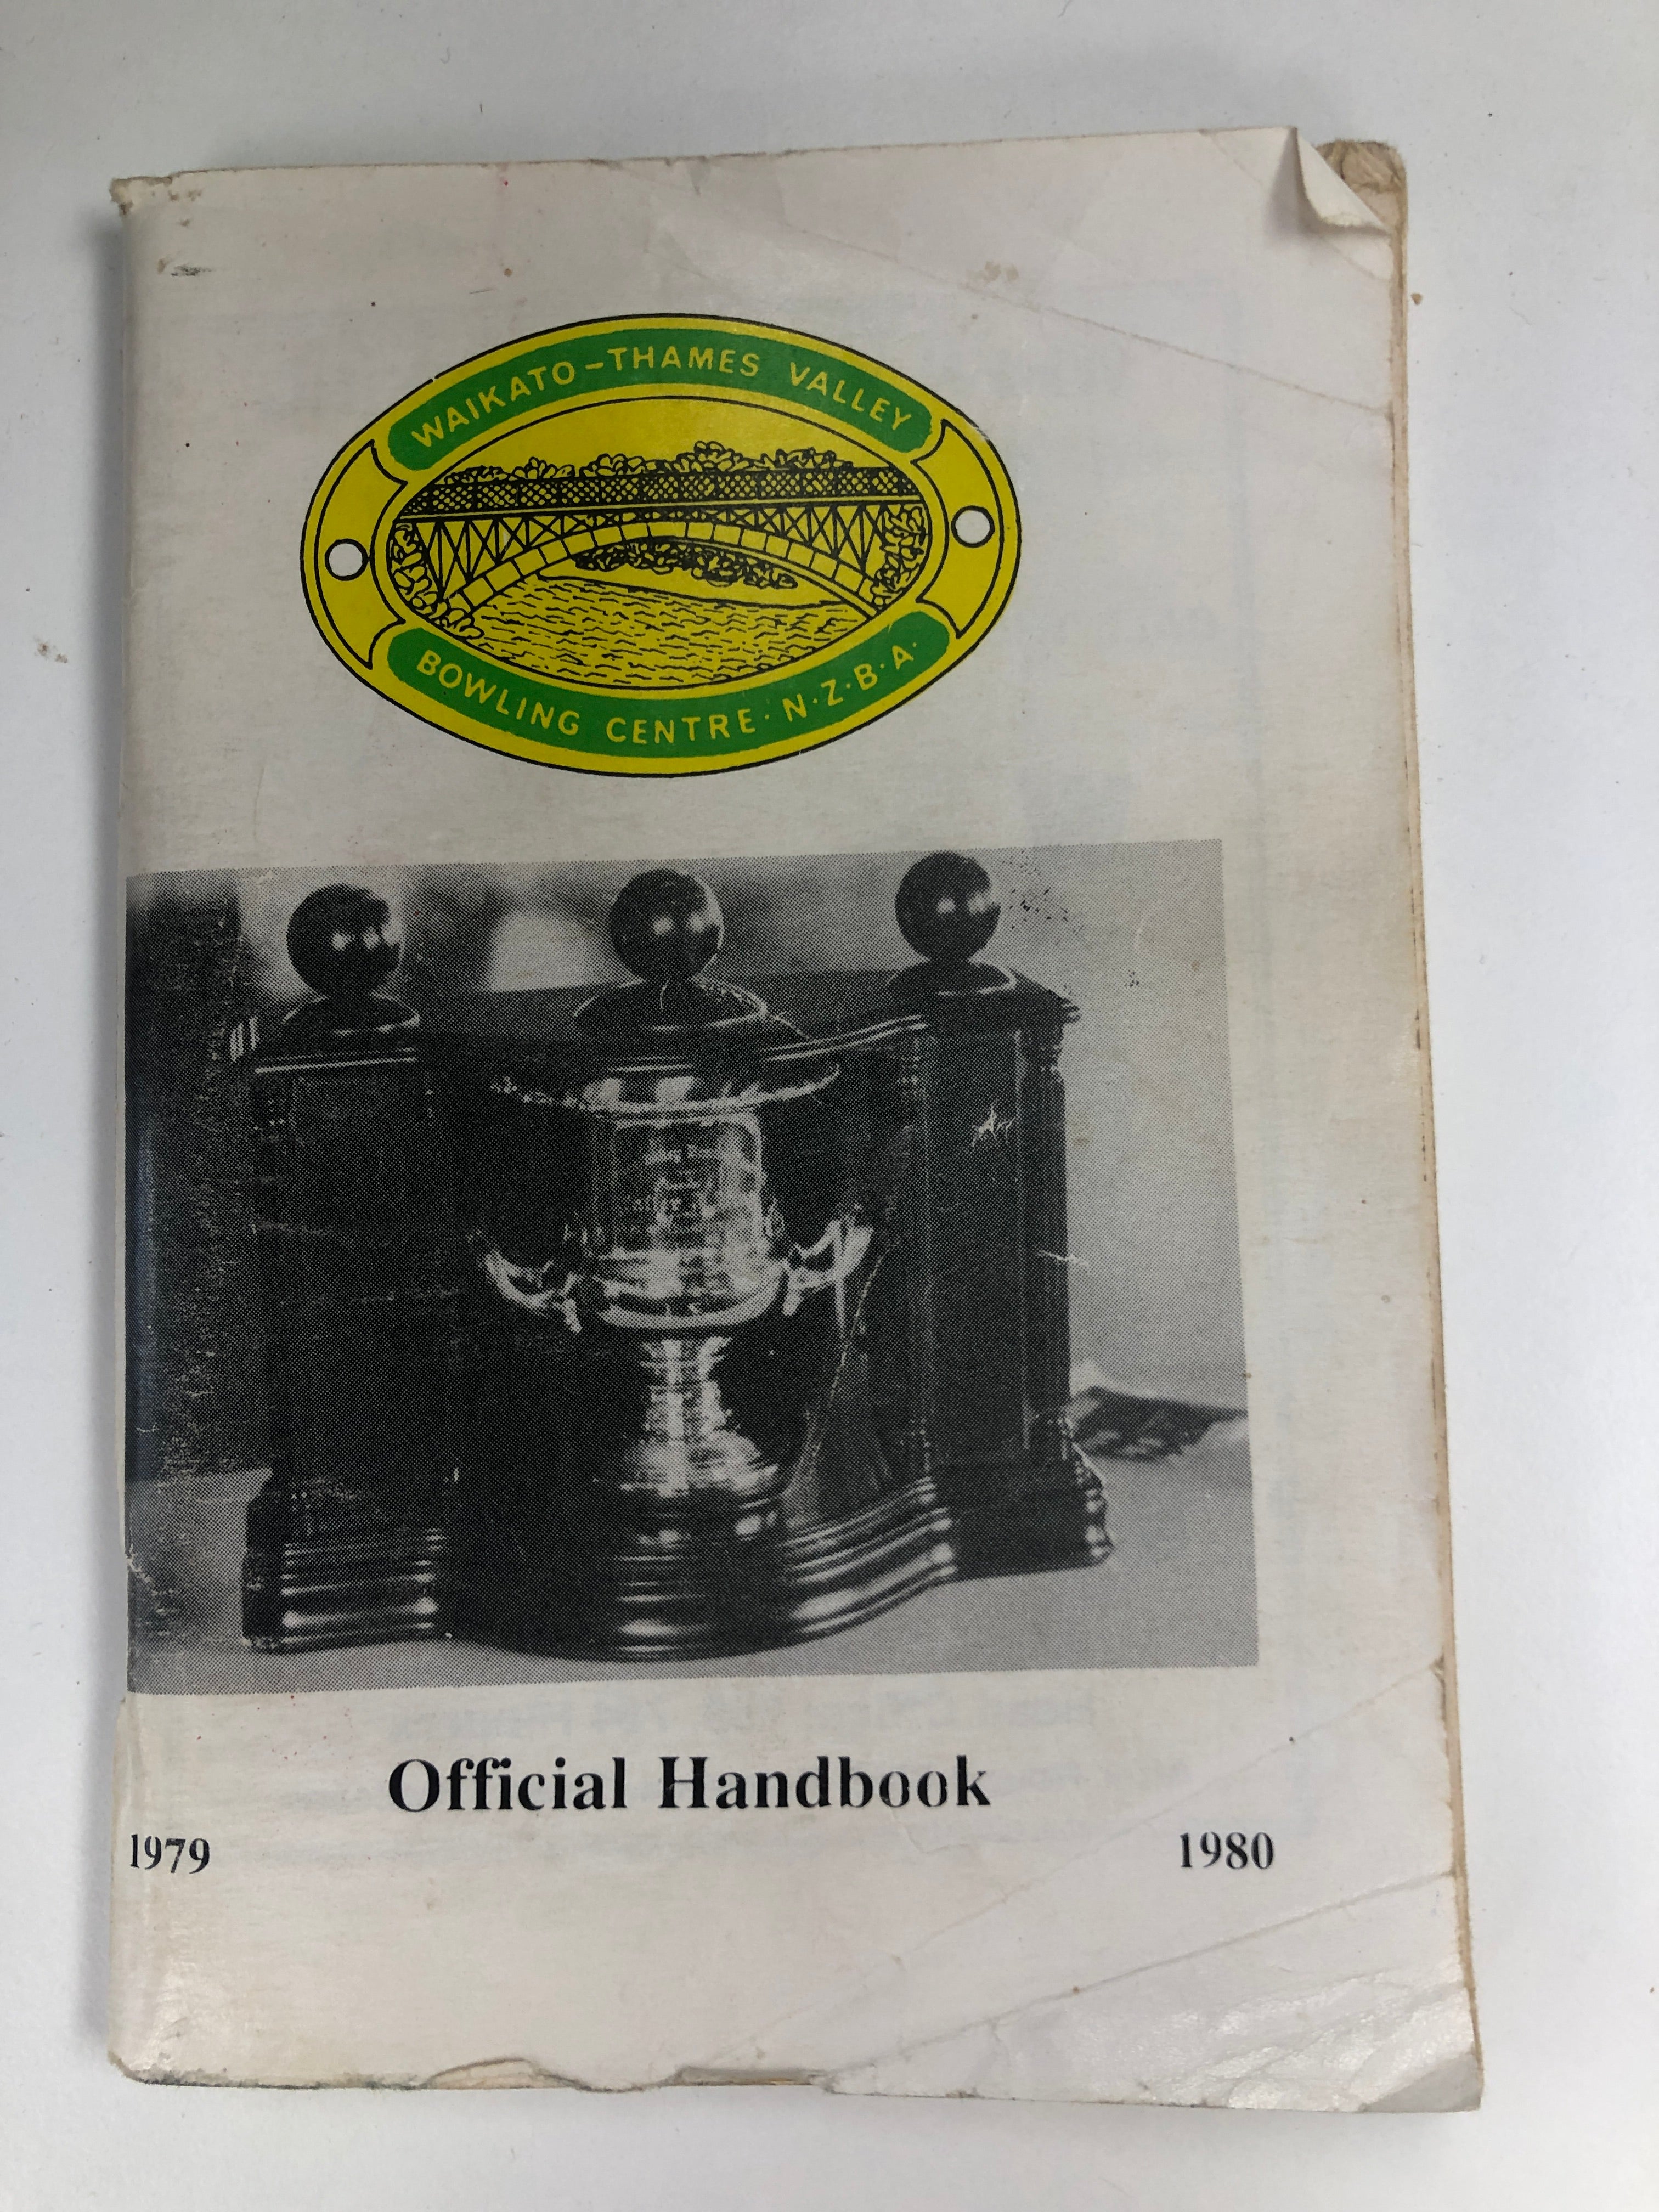 WAIKATO-THAMES VALLEY
BOWLING CENTRE · N·Z·B·A·
Official Handbook
1979 1980